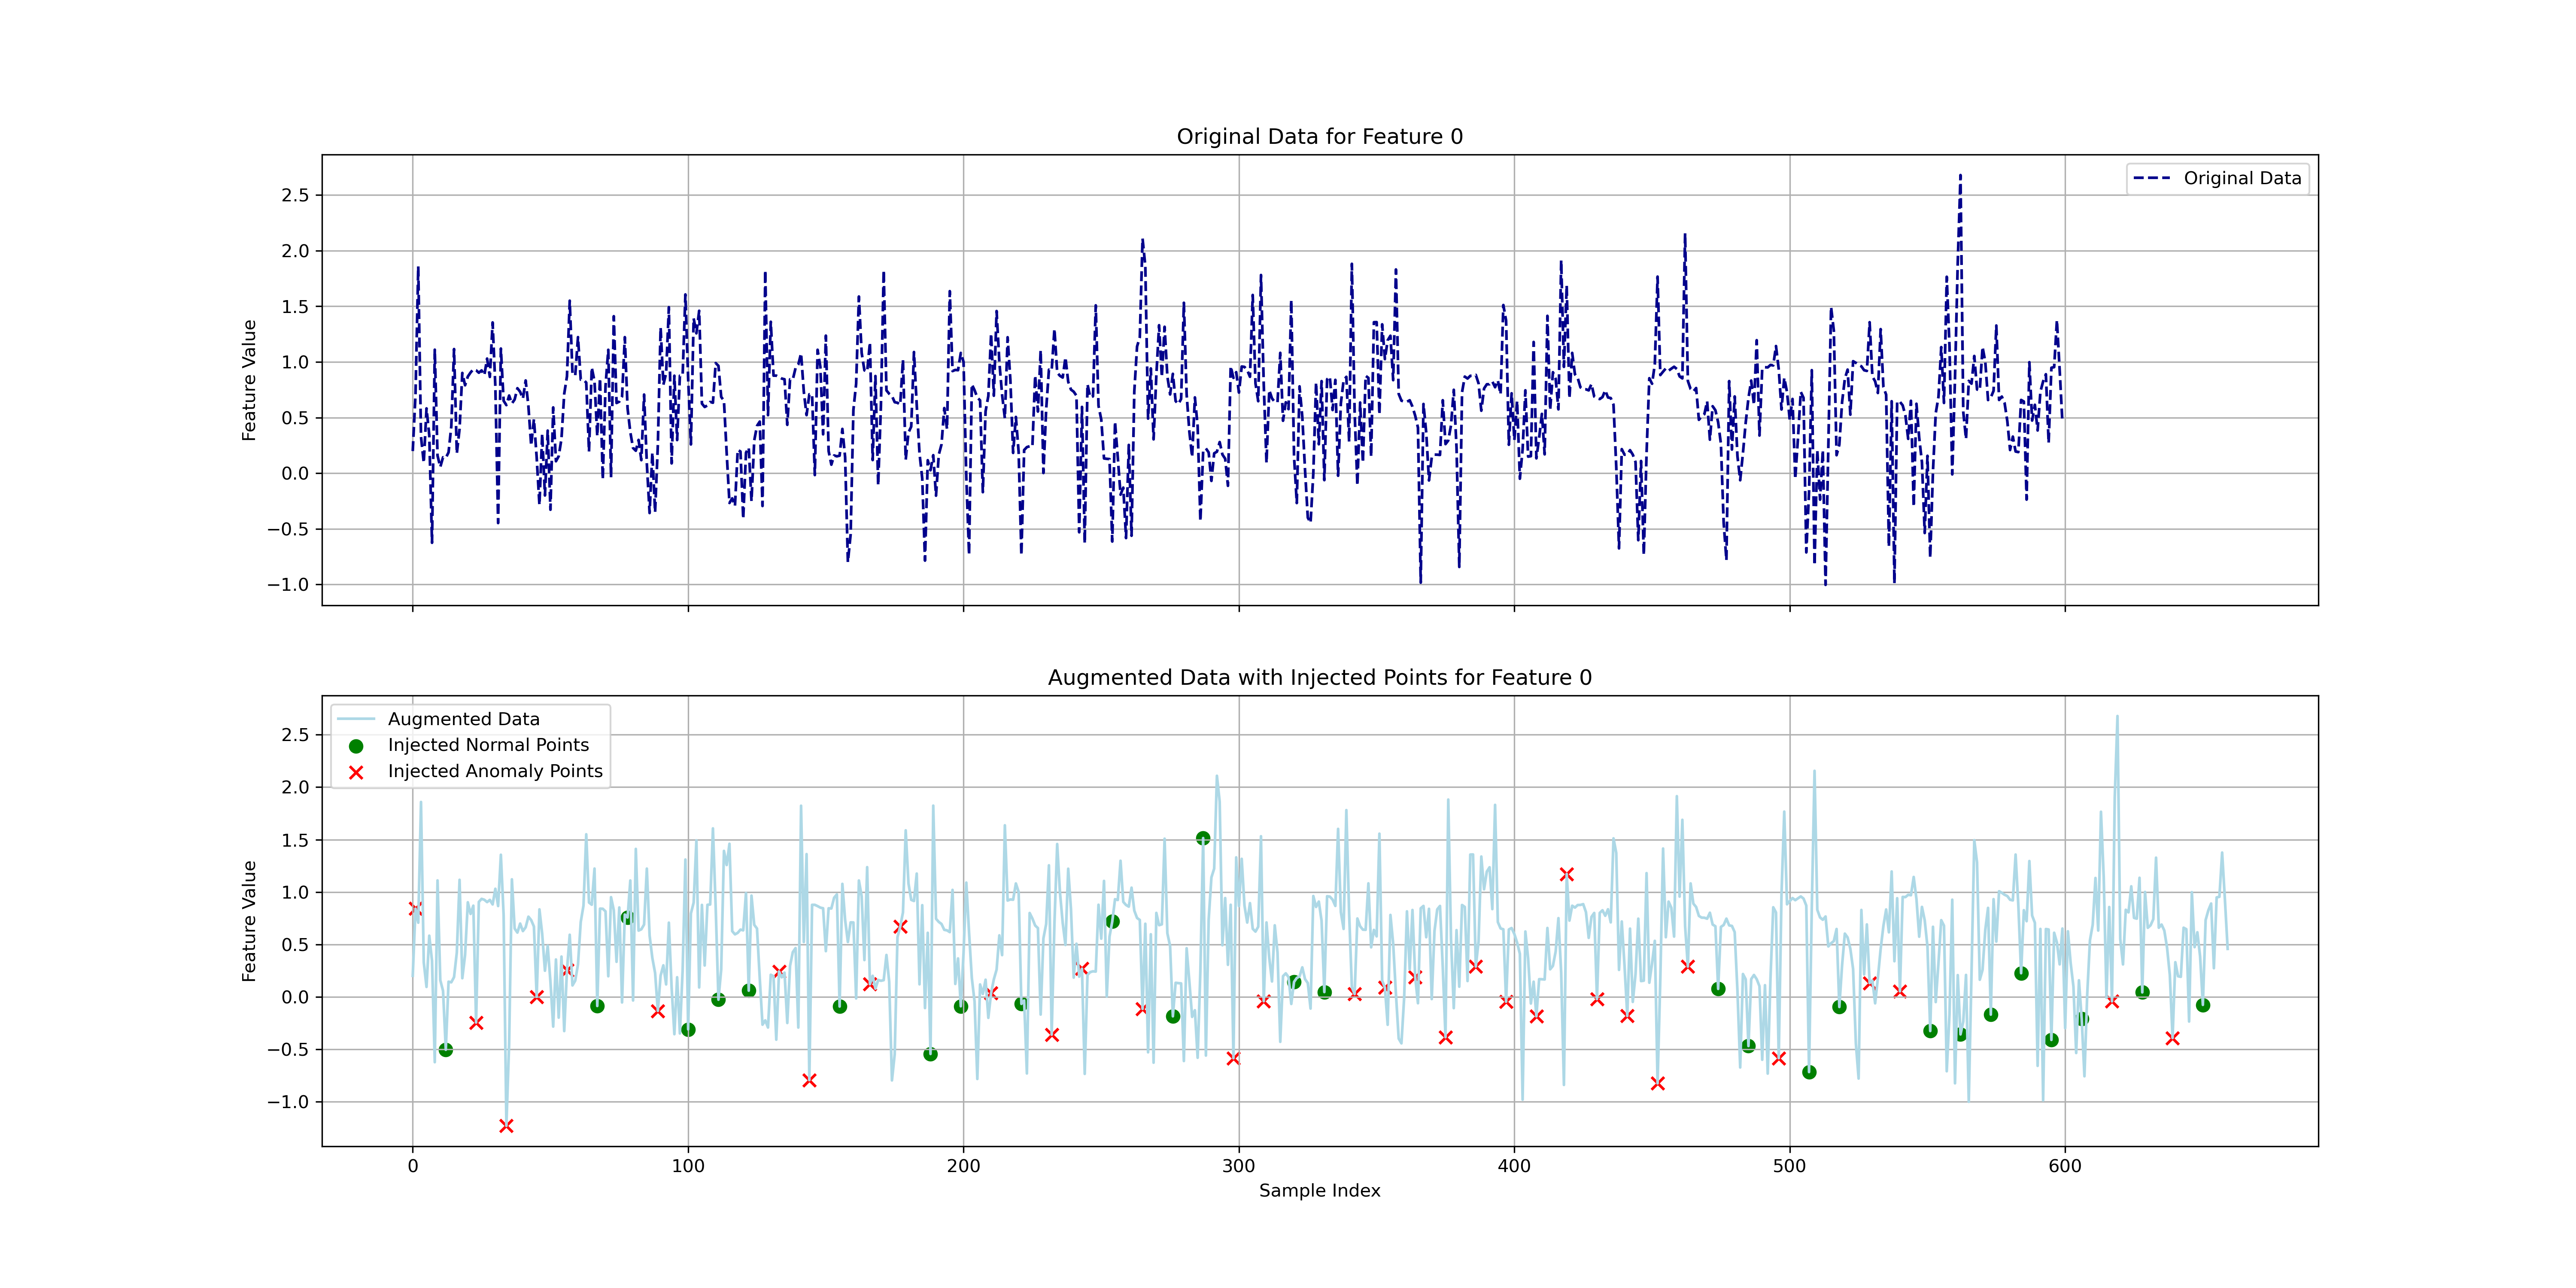 Original Data for Feature 0
Original Data
2.5
2.0
1.5
1.0
0.5
0.0
−0.5
−1.0
Feature Value
Augmented Data with Injected Points for Feature 0
Augmented Data
Injected Normal Points
Injected Anomaly Points
2.5
2.0
1.5
1.0
0.5
0.0
−0.5
−1.0
Feature Value
0 100 200 300 400 500 600
Sample Index